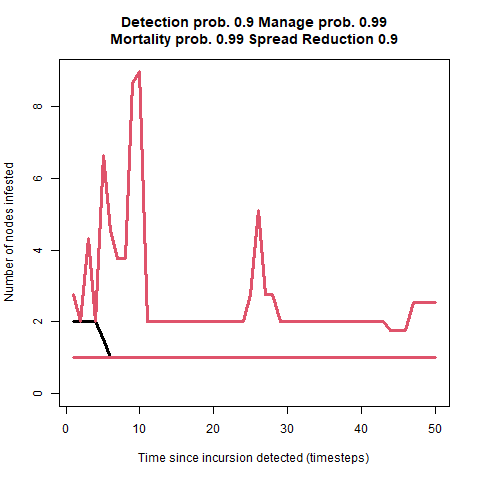 Detection prob. 0.9 Manage prob. 0.99
Mortality prob. 0.99 Spread Reduction 0.9
Number of nodes infested
8
6
4
2
0
0 10 20 30 40 50
Time since incursion detected (timesteps)